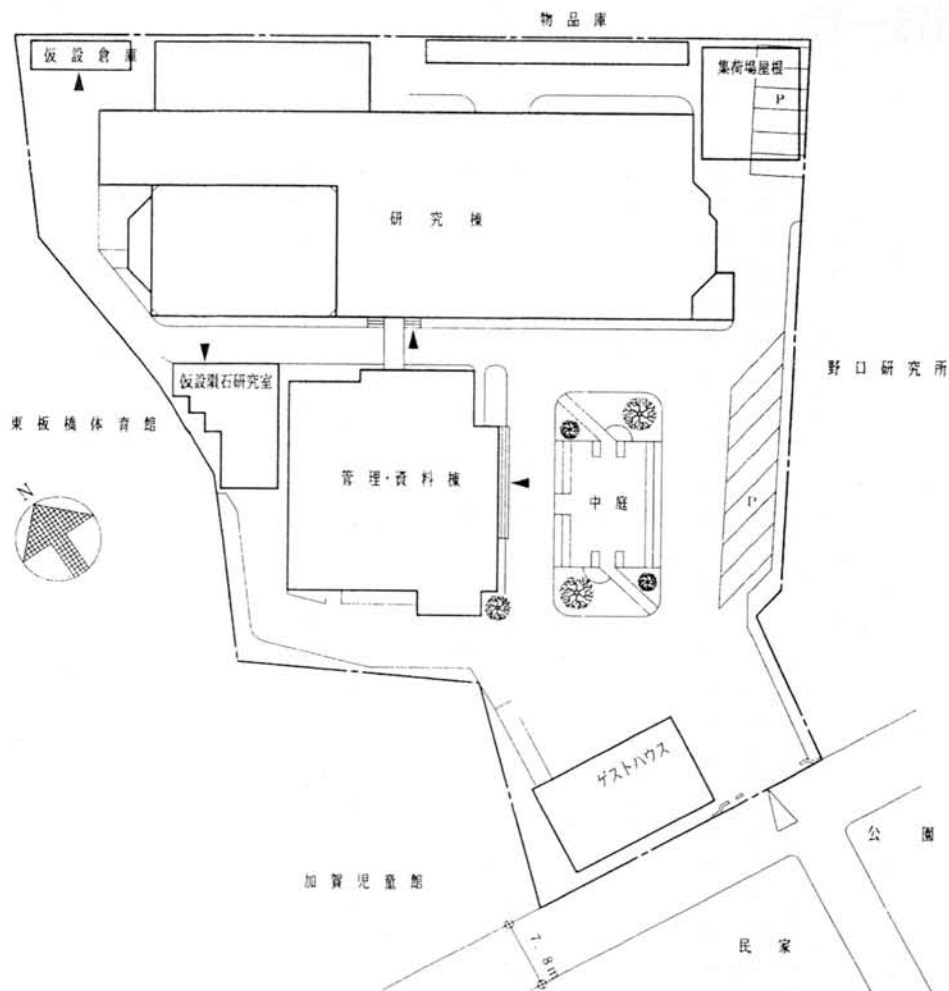 物品庫
仮設倉庫
集荷場屋根
P
研究棟
野口研究所
仮設隕石研究室
東板橋体育館
管理・資料棟
中庭
P
N
ゲストハウス
公園
加賀児童館
民家
7.8m